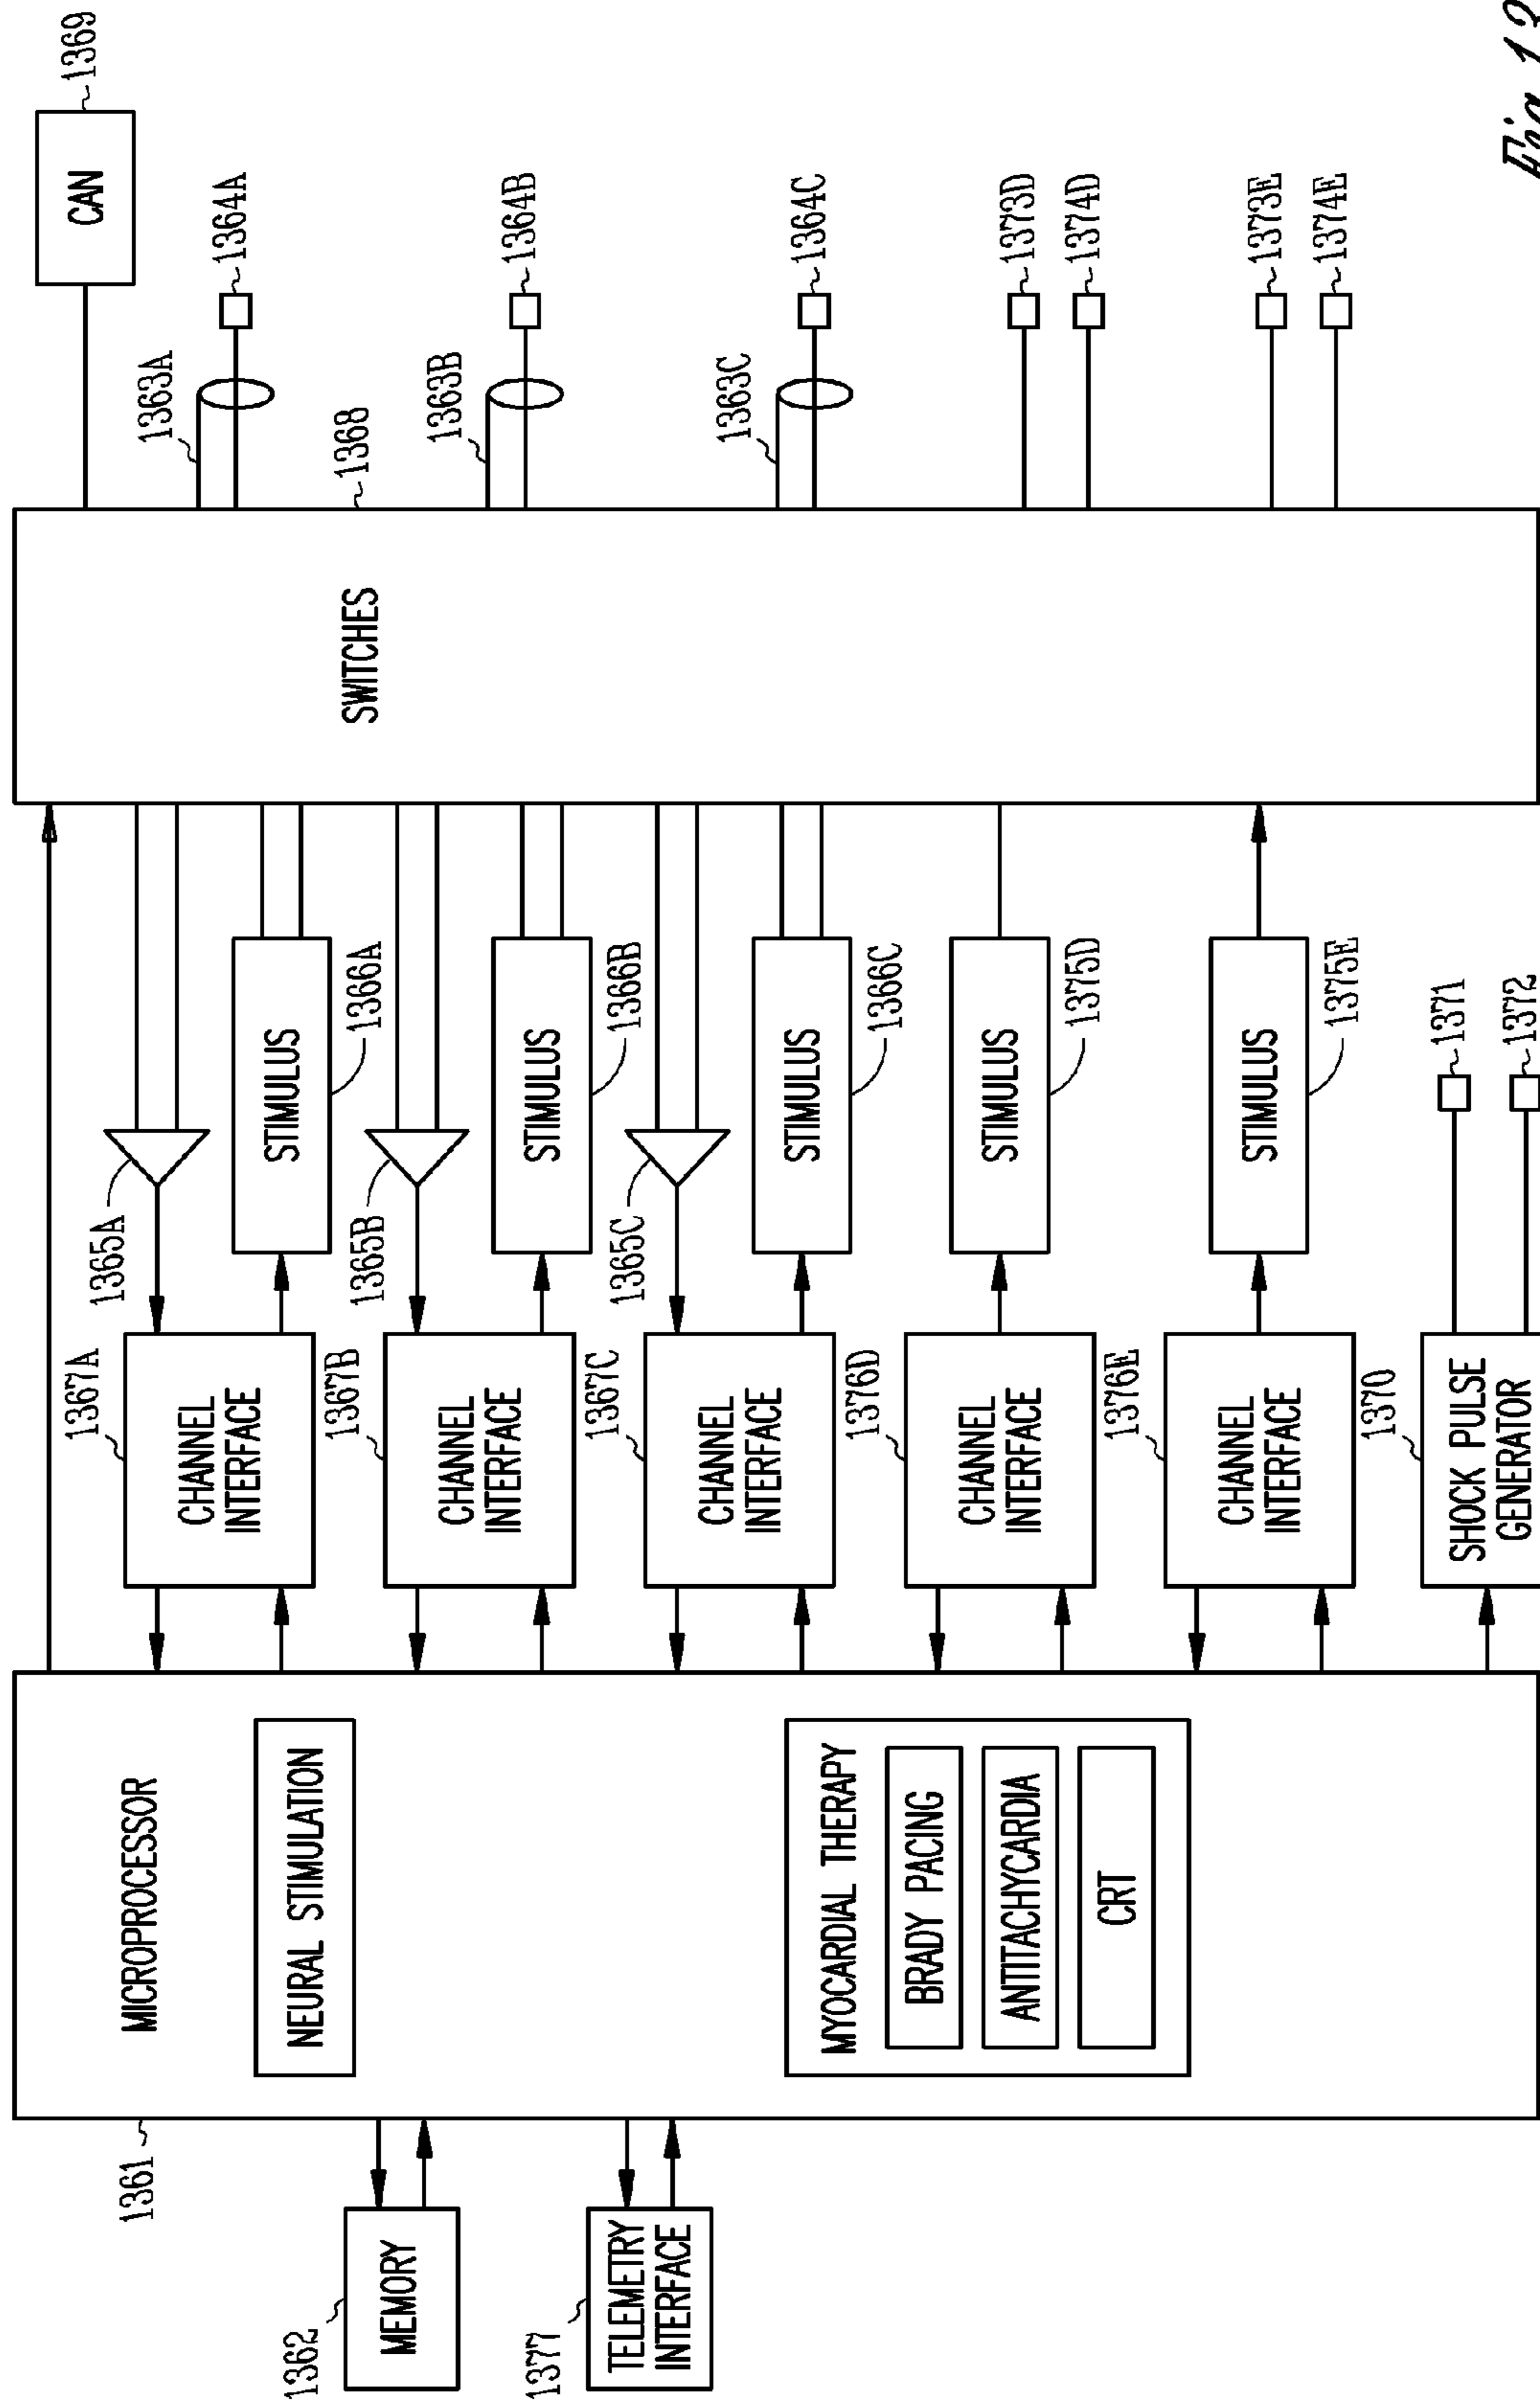 1361
MICROPROCESSOR
NEURAL STIMULATION
MYOCARDIAL THERAPY
BRADY PACING
ANTITACHYCARDIA
CRT
1362
MEMORY
1377
TELEMETRY
INTERFACE
1367A
CHANNEL
INTERFACE
1365A
STIMULUS
1366A
1367B
CHANNEL
INTERFACE
1365B
STIMULUS
1366B
1367C
CHANNEL
INTERFACE
1365C
STIMULUS
1366C
1376D
CHANNEL
INTERFACE
STIMULUS
1375D
1376E
CHANNEL
INTERFACE
STIMULUS
1375E
1370
SHOCK PULSE
GENERATOR
1371
1372
SWITCHES
1368
CAN
1369
1363A
1364A
1363B
1364B
1363C
1364C
1373D
1374D
1373E
1374E
Fig. 13